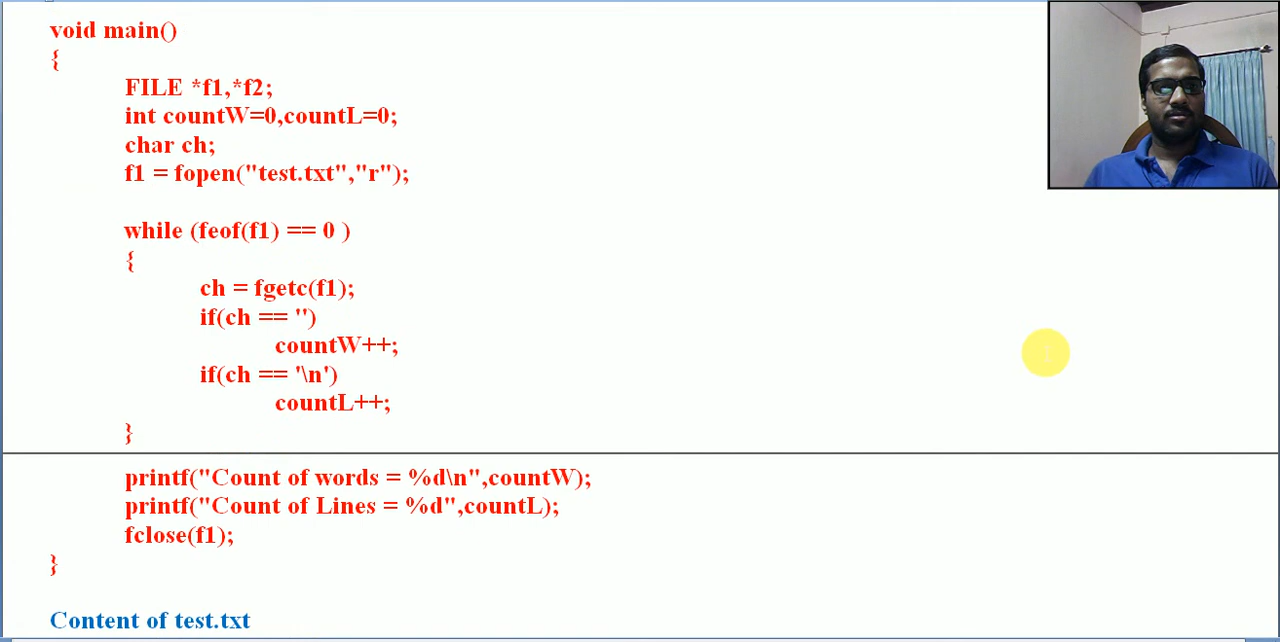 void main()
{
FILE *f1,*f2;
int countW=0,countL=0;
char ch;
f1 = fopen("test.txt","r");
while (feof(f1) == 0 )
{
ch = fgetc(f1);
if(ch == '')
countW++;
if(ch == '\n')
countL++;
}
printf("Count of words = %d\n",countW);
printf("Count of Lines = %d",countL);
fclose(f1);
}
Content of test.txt